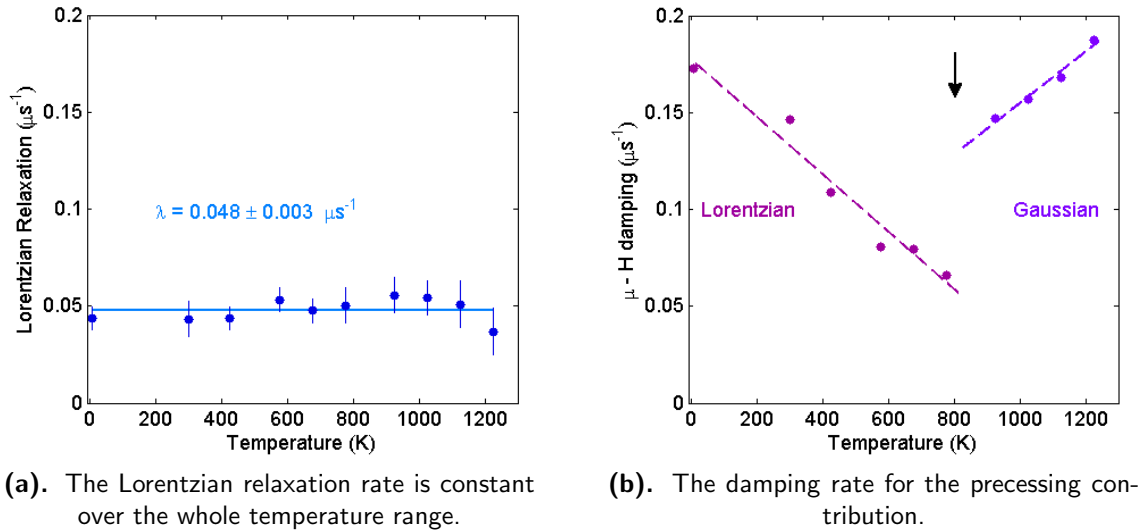 0.2
0.15
0.1
0.05
0
Lorentzian Relaxation (μs⁻¹)
λ = 0.048 ± 0.003 μs⁻¹
0 200 400 600 800 1000 1200
Temperature (K)
(a). The Lorentzian relaxation rate is constant
over the whole temperature range.
0.2
0.15
0.1
0.05
0
μ - H damping (μs⁻¹)
Lorentzian
Gaussian
0 200 400 600 800 1000 1200
Temperature (K)
(b). The damping rate for the precessing con-
tribution.